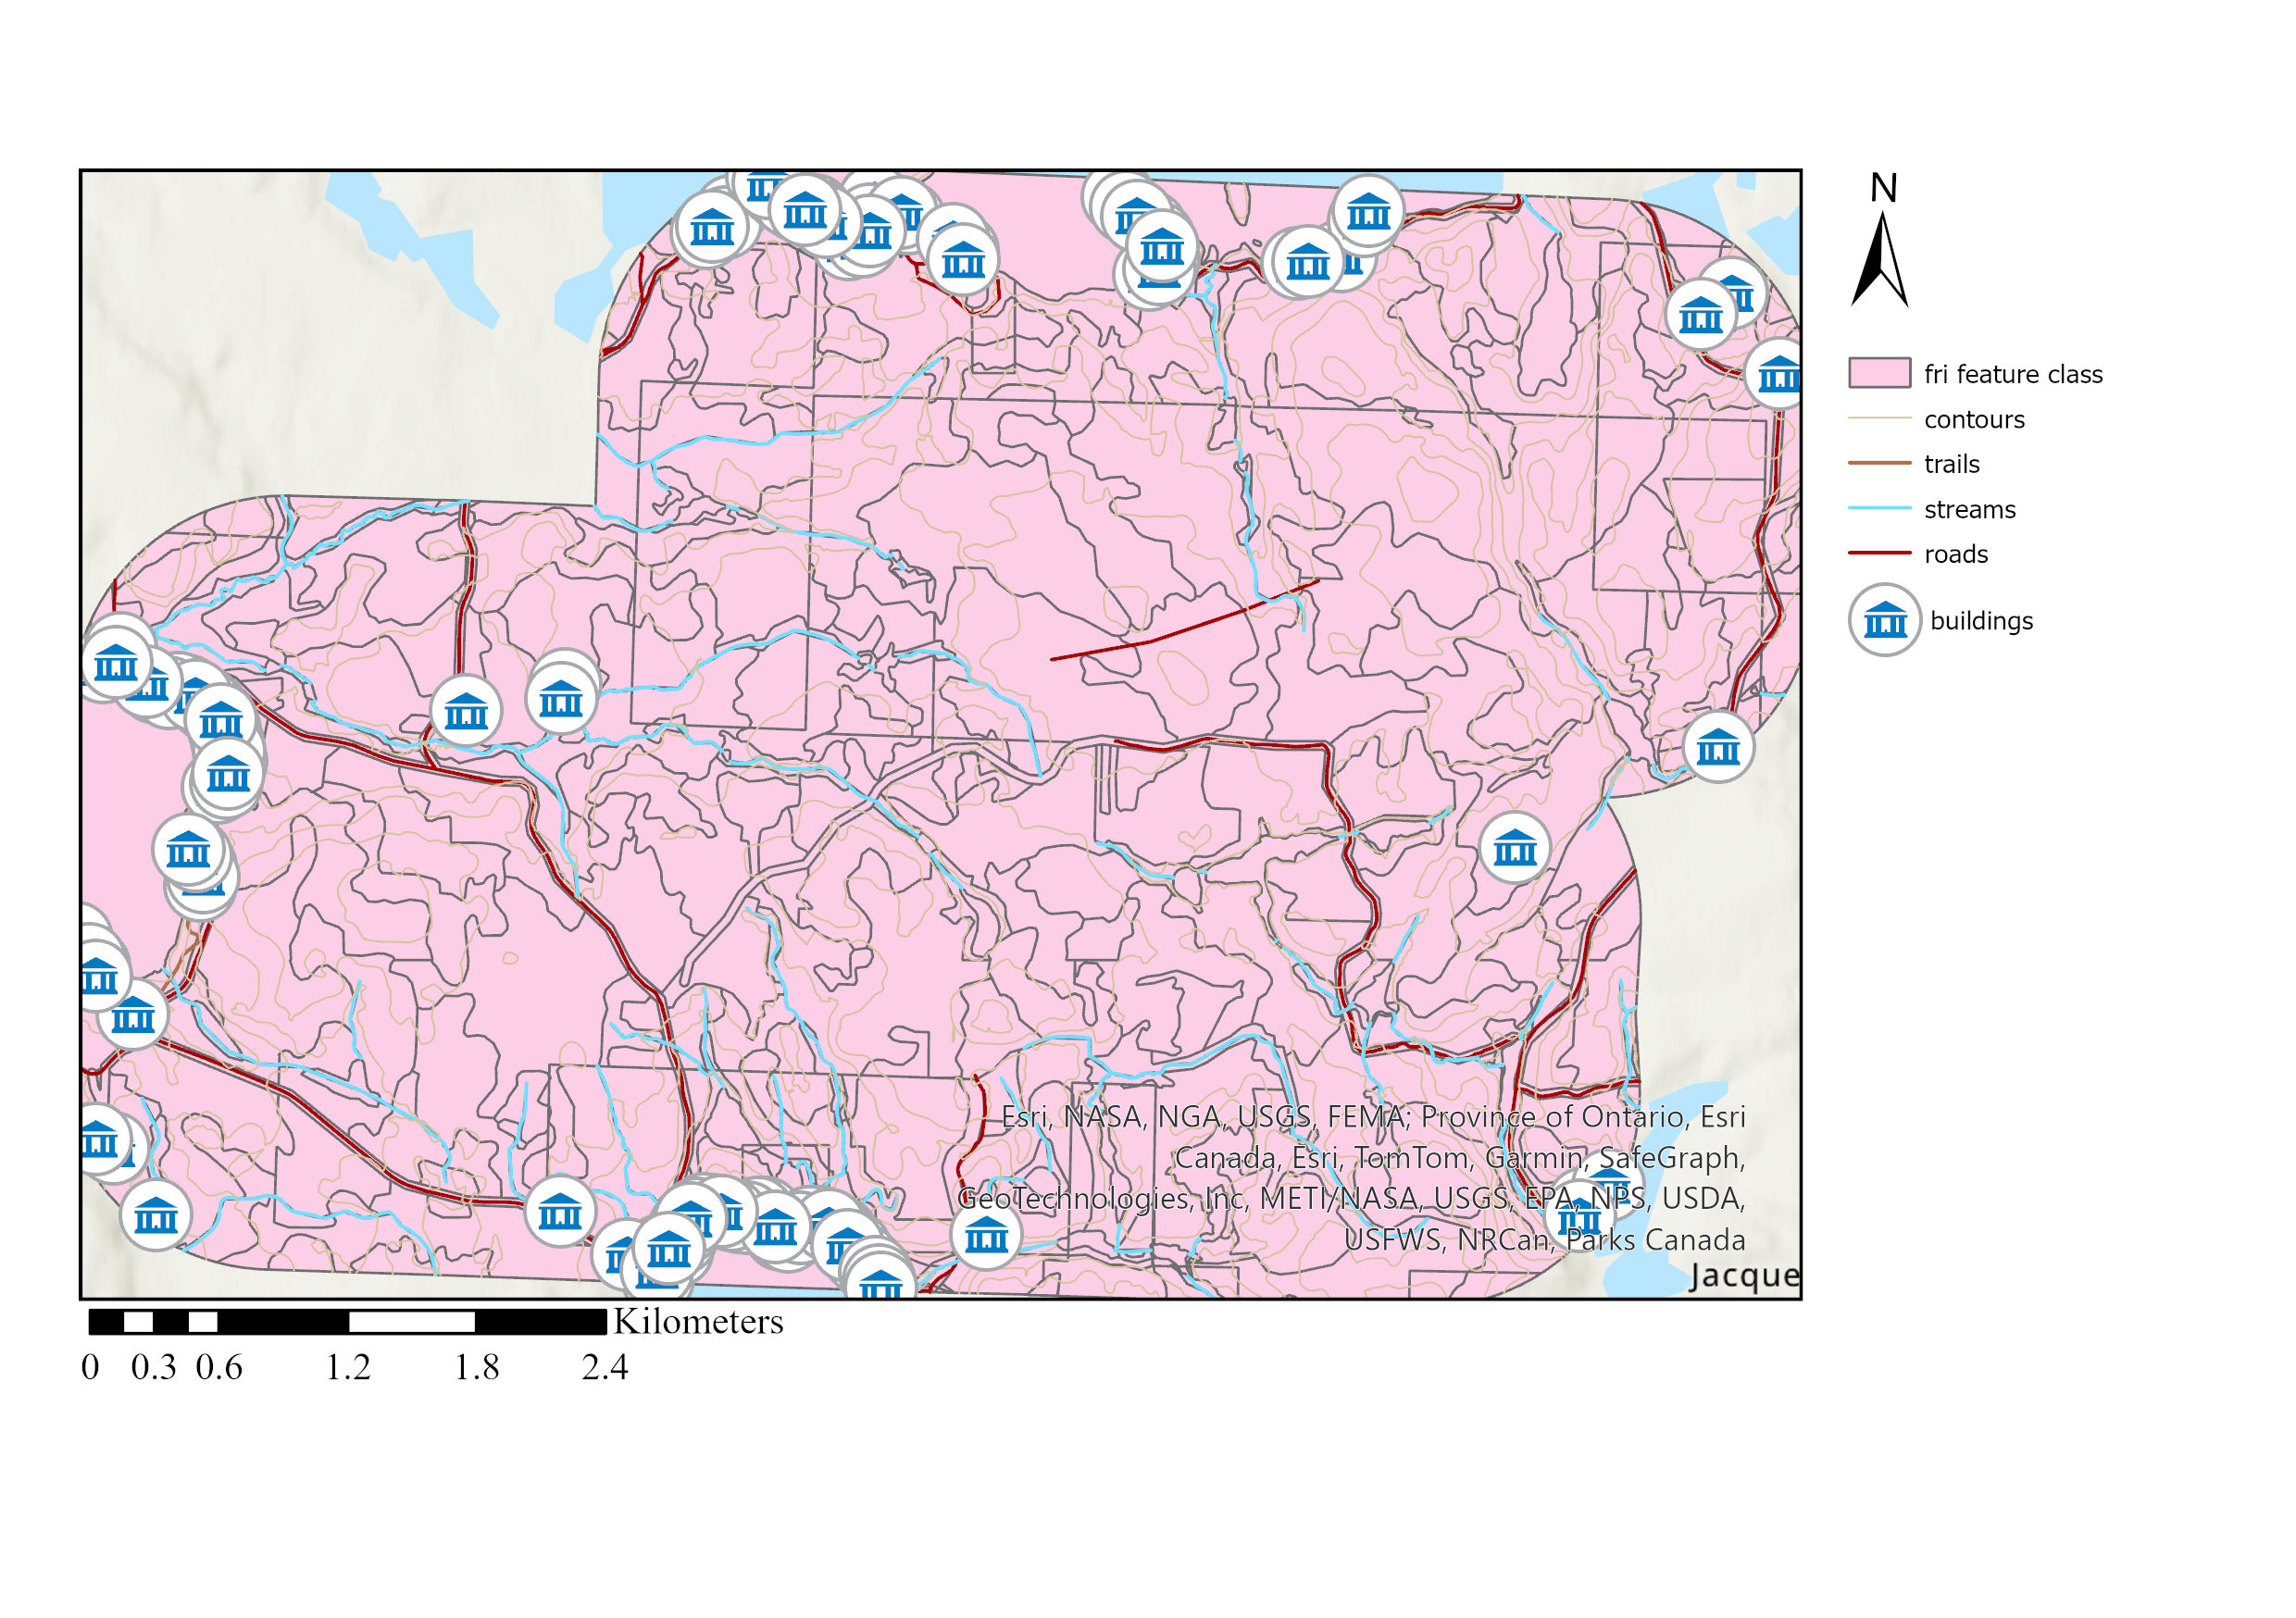 N
fri feature class
contours
trails
streams
roads
buildings
Esri, NASA, NGA, USGS, FEMA; Province of Ontario, Esri
Canada, Esri, TomTom, Garmin, SafeGraph,
GeoTechnologies, Inc, METI/NASA, USGS, EPA, NPS, USDA,
USFWS, NRCan, Parks Canada
Jacque
Kilometers
0 0.3 0.6 1.2 1.8 2.4